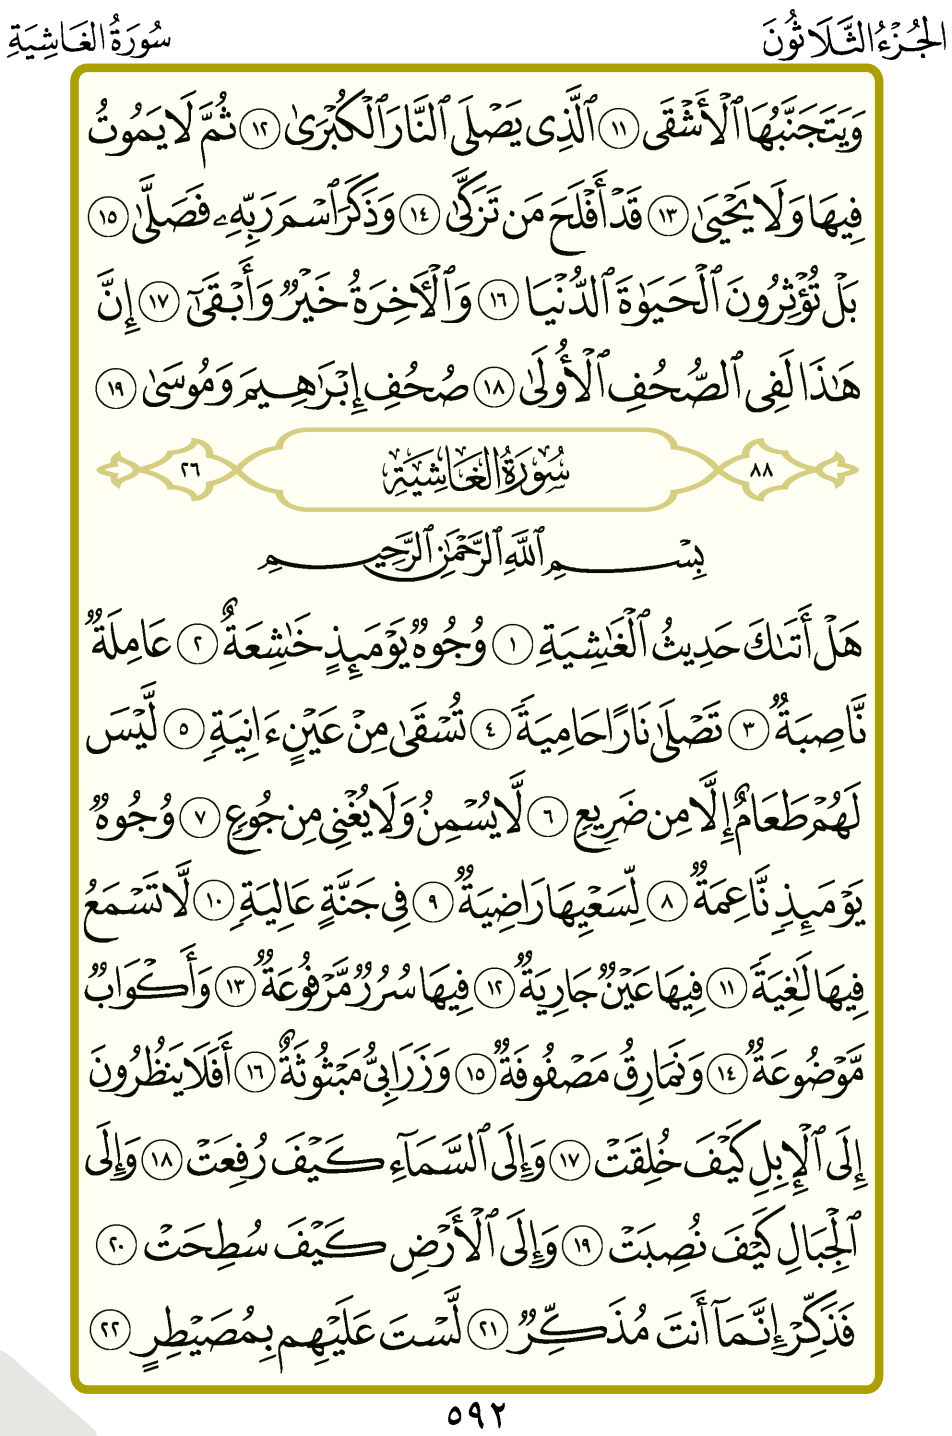 الجُزْءُ الثَّلَاثُونَ سُورَةُ الغَاشِيَةِ
وَيَتَجَنَّبُهَا ٱلْأَشْقَى ١١ ٱلَّذِى يَصْلَى ٱلنَّارَ ٱلْكُبْرَىٰ ١٢ ثُمَّ لَا يَمُوتُ
فِيهَا وَلَا يَحْيَىٰ ١٣ قَدْ أَفْلَحَ مَن تَزَكَّىٰ ١٤ وَذَكَرَ ٱسْمَ رَبِّهِۦ فَصَلَّىٰ ١٥
بَلْ تُؤْثِرُونَ ٱلْحَيَوٰةَ ٱلدُّنْيَا ١٦ وَٱلْـَٔاخِرَةُ خَيْرٌ وَأَبْقَىٰٓ ١٧ إِنَّ
هَٰذَا لَفِى ٱلصُّحُفِ ٱلْأُولَىٰ ١٨ صُحُفِ إِبْرَٰهِيمَ وَمُوسَىٰ ١٩
٨٨ سُورَةُ الغَاشِيَةِ ٢٦
بِسْمِ ٱللَّهِ ٱلرَّحْمَٰنِ ٱلرَّحِيمِ
هَلْ أَتَىٰكَ حَدِيثُ ٱلْغَٰشِيَةِ ١ وُجُوهٌ يَوْمَئِذٍ خَٰشِعَةٌ ٢ عَامِلَةٌ
نَّاصِبَةٌ ٣ تَصْلَىٰ نَارًا حَامِيَةً ٤ تُسْقَىٰ مِنْ عَيْنٍ ءَانِيَةٍ ٥ لَّيْسَ
لَهُمْ طَعَامٌ إِلَّا مِن ضَرِيعٍ ٦ لَّا يُسْمِنُ وَلَا يُغْنِى مِن جُوعٍ ٧ وُجُوهٌ
يَوْمَئِذٍ نَّاعِمَةٌ ٨ لِّسَعْيِهَا رَاضِيَةٌ ٩ فِى جَنَّةٍ عَالِيَةٍ ١٠ لَّا تَسْمَعُ
فِيهَا لَٰغِيَةً ١١ فِيهَا عَيْنٌ جَارِيَةٌ ١٢ فِيهَا سُرُرٌ مَّرْفُوعَةٌ ١٣ وَأَكْوَابٌ
مَّوْضُوعَةٌ ١٤ وَنَمَارِقُ مَصْفُوفَةٌ ١٥ وَزَرَابِىُّ مَبْثُوثَةٌ ١٦ أَفَلَا يَنظُرُونَ
إِلَى ٱلْإِبِلِ كَيْفَ خُلِقَتْ ١٧ وَإِلَى ٱلسَّمَآءِ كَيْفَ رُفِعَتْ ١٨ وَإِلَى
ٱلْجِبَالِ كَيْفَ نُصِبَتْ ١٩ وَإِلَى ٱلْأَرْضِ كَيْفَ سُطِحَتْ ٢٠
فَذَكِّرْ إِنَّمَآ أَنتَ مُذَكِّرٌ ٢١ لَّسْتَ عَلَيْهِم بِمُصَيْطِرٍ ٢٢
٥٩٢